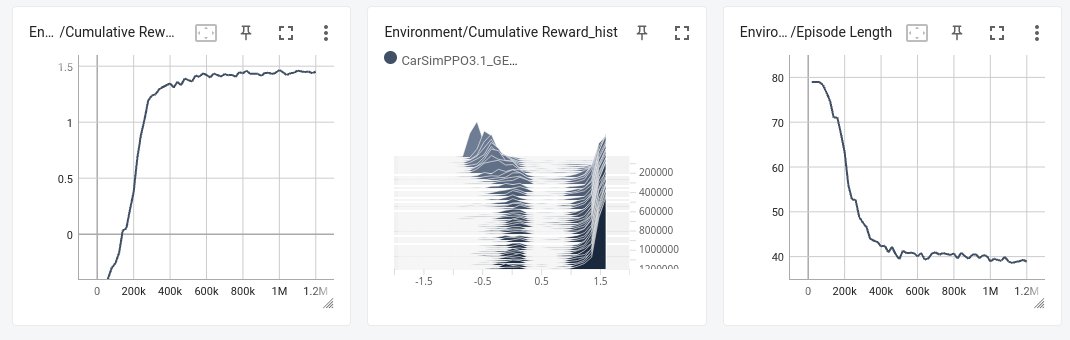 En... /Cumulative Rew...
1.5
1
0.5
0
0 200k 400k 600k 800k 1M 1.2M
Environment/Cumulative Reward_hist
CarSimPPO3.1_GE...
200000
400000
600000
800000
1000000
1200000
-1.5 -0.5 0.5 1.5
Enviro... /Episode Length
80
70
60
50
40
0 200k 400k 600k 800k 1M 1.2M